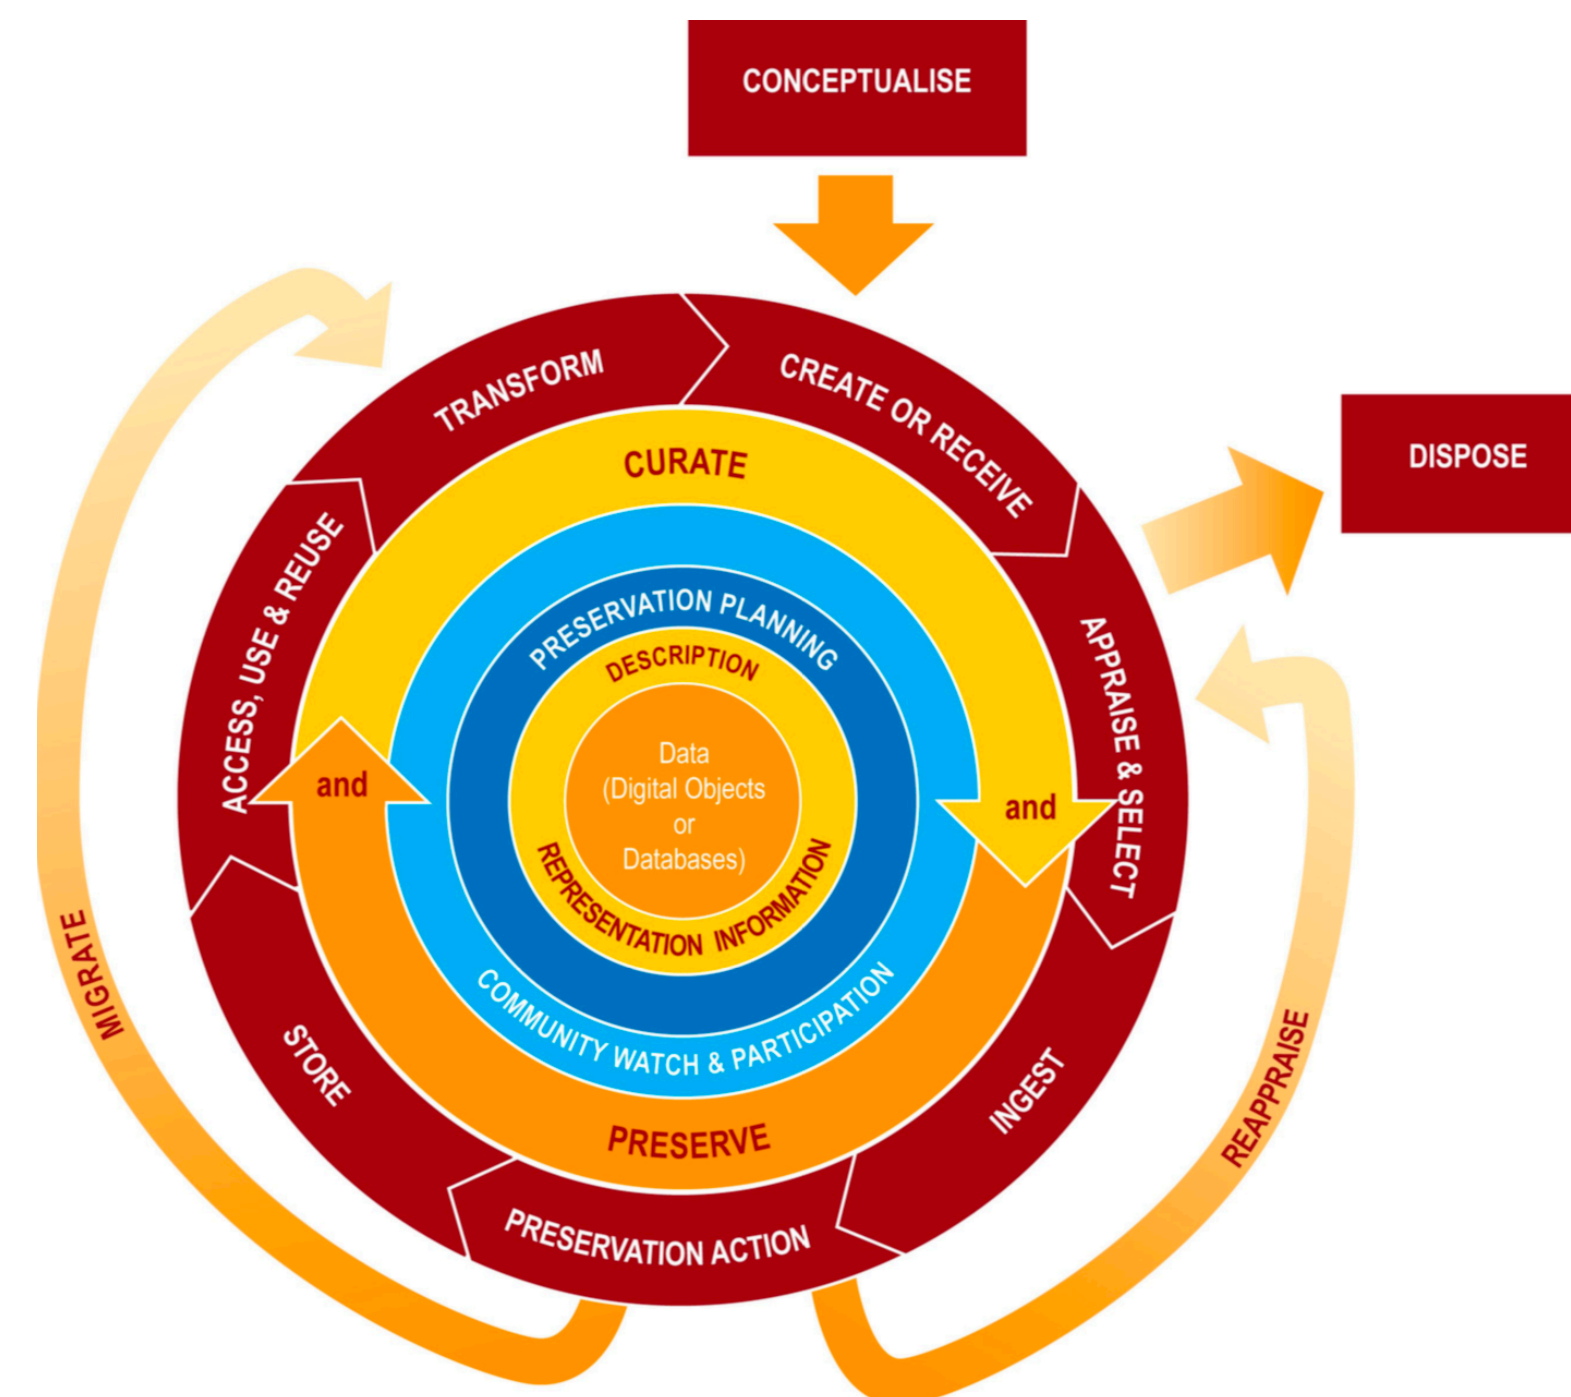 CONCEPTUALISE
TRANSFORM
CREATE OR RECEIVE
DISPOSE
CURATE
ACCESS, USE & REUSE
APPRAISE & SELECT
PRESERVATION PLANNING
DESCRIPTION
Data
(Digital Objects
or
Databases)
and
and
REPRESENTATION INFORMATION
COMMUNITY WATCH & PARTICIPATION
MIGRATE
STORE
INGEST
REAPPRAISE
PRESERVE
PRESERVATION ACTION